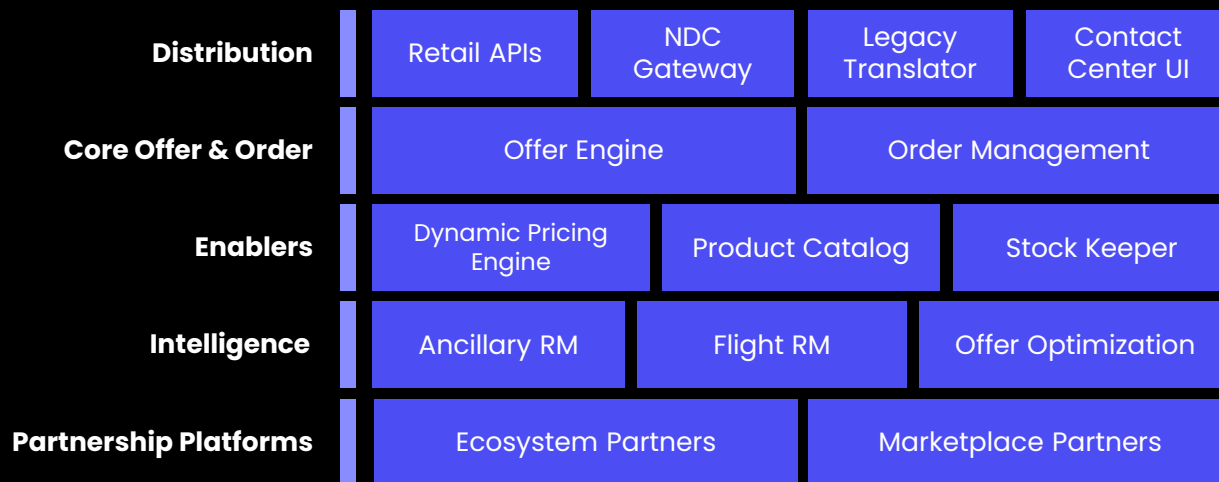 Distribution
Retail APIs
NDC
Gateway
Legacy
Translator
Contact
Center UI
Core Offer & Order
Offer Engine
Order Management
Enablers
Dynamic Pricing
Engine
Product Catalog
Stock Keeper
Intelligence
Ancillary RM
Flight RM
Offer Optimization
Partnership Platforms
Ecosystem Partners
Marketplace Partners